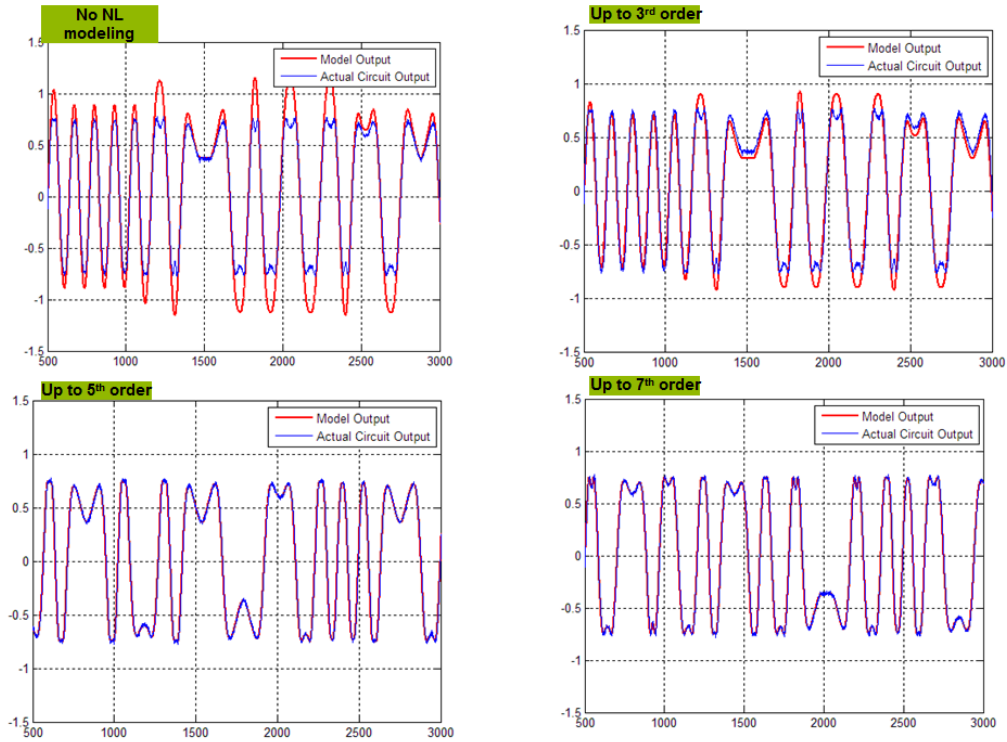 No NL
modeling
1.5
1
0.5
0
-0.5
-1
-1.5
500 1000 1500 2000 2500 3000
Model Output
Actual Circuit Output
Up to 3rd order
1.5
1
0.5
0
-0.5
-1
-1.5
500 1000 1500 2000 2500 3000
Model Output
Actual Circuit Output
Up to 5th order
1.5
1
0.5
0
-0.5
-1
-1.5
500 1000 1500 2000 2500 3000
Model Output
Actual Circuit Output
Up to 7th order
1.5
1
0.5
0
-0.5
-1
-1.5
500 1000 1500 2000 2500 3000
Model Output
Actual Circuit Output